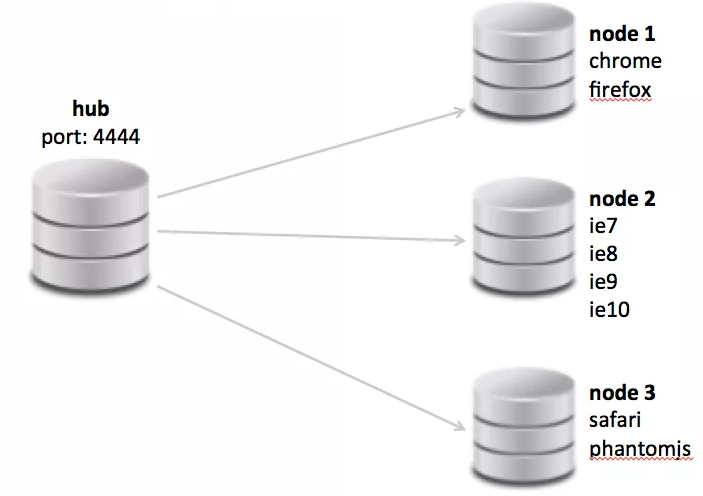 hub
port: 4444
node 1
chrome
firefox
node 2
ie7
ie8
ie9
ie10
node 3
safari
phantomjs